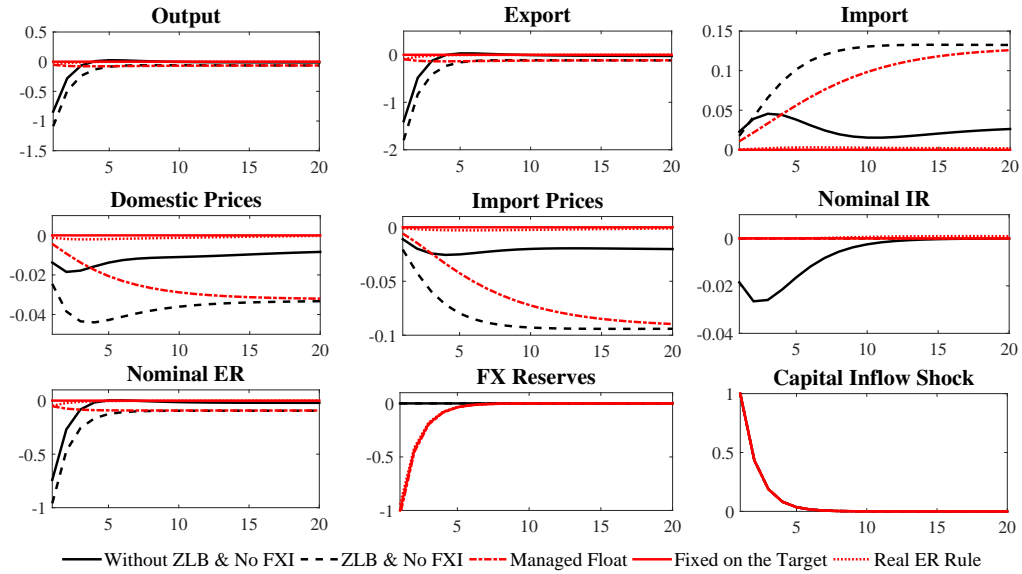 Output
0.5
0
-0.5
-1
-1.5
5 10 15 20
Export
1
0
-1
-2
5 10 15 20
Import
0.15
0.1
0.05
0
5 10 15 20
Domestic Prices
0
-0.02
-0.04
5 10 15 20
Import Prices
0
-0.05
-0.1
5 10 15 20
Nominal IR
0.02
0
-0.02
-0.04
5 10 15 20
Nominal ER
0
-0.5
-1
5 10 15 20
FX Reserves
0
-0.5
-1
5 10 15 20
Capital Inflow Shock
1
0.5
0
5 10 15 20
Without ZLB & No FXI ZLB & No FXI Managed Float Fixed on the Target Real ER Rule